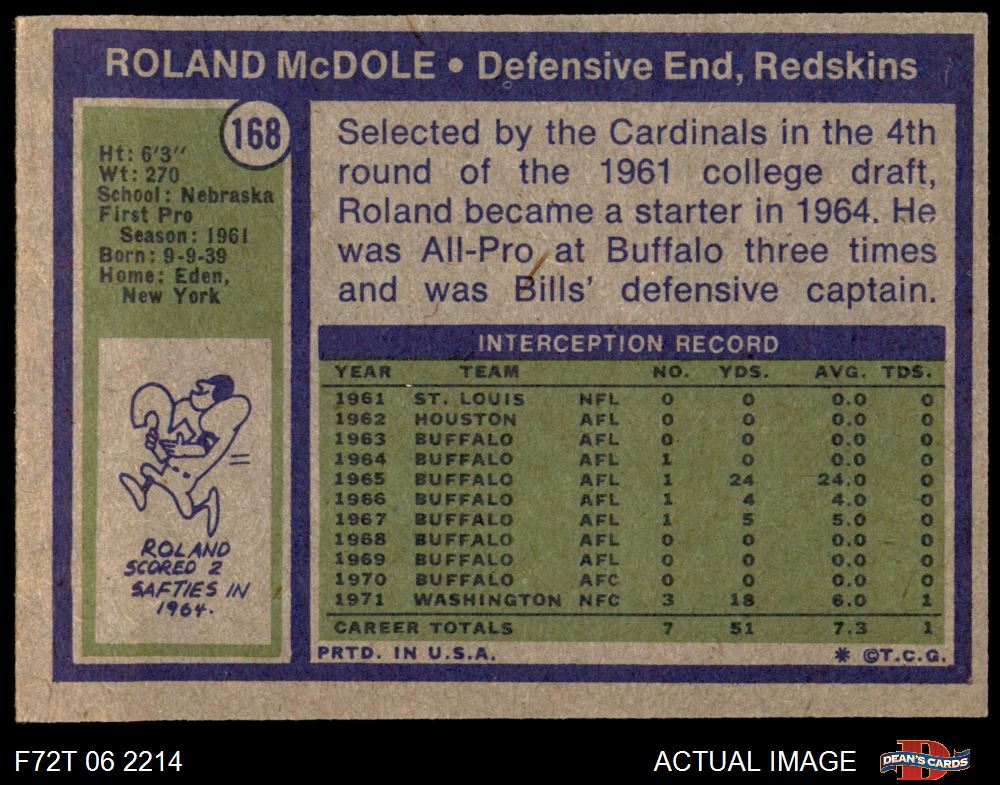 ROLAND McDOLE • Defensive End, Redskins
168
Ht: 6'3"
Wt: 270
School: Nebraska
First Pro
Season: 1961
Born: 9-9-39
Home: Eden,
New York
ROLAND
SCORED 2
SAFTIES IN
1964.
Selected by the Cardinals in the 4th
round of the 1961 college draft,
Roland became a starter in 1964. He
was All-Pro at Buffalo three times
and was Bills' defensive captain.
INTERCEPTION RECORD
YEAR TEAM NO. YDS. AVG. TDS.
1961 ST. LOUIS NFL 0 0 0.0 0
1962 HOUSTON AFL 0 0 0.0 0
1963 BUFFALO AFL 0 0 0.0 0
1964 BUFFALO AFL 1 0 0.0 0
1965 BUFFALO AFL 1 24 24.0 0
1966 BUFFALO AFL 1 4 4.0 0
1967 BUFFALO AFL 1 5 5.0 0
1968 BUFFALO AFL 0 0 0.0 0
1969 BUFFALO AFL 0 0 0.0 0
1970 BUFFALO AFC 0 0 0.0 0
1971 WASHINGTON NFC 3 18 6.0 1
CAREER TOTALS 7 51 7.3 1
PRTD. IN U.S.A. * ©T.C.G.
F72T 06 2214 ACTUAL IMAGE DEAN'S CARDS